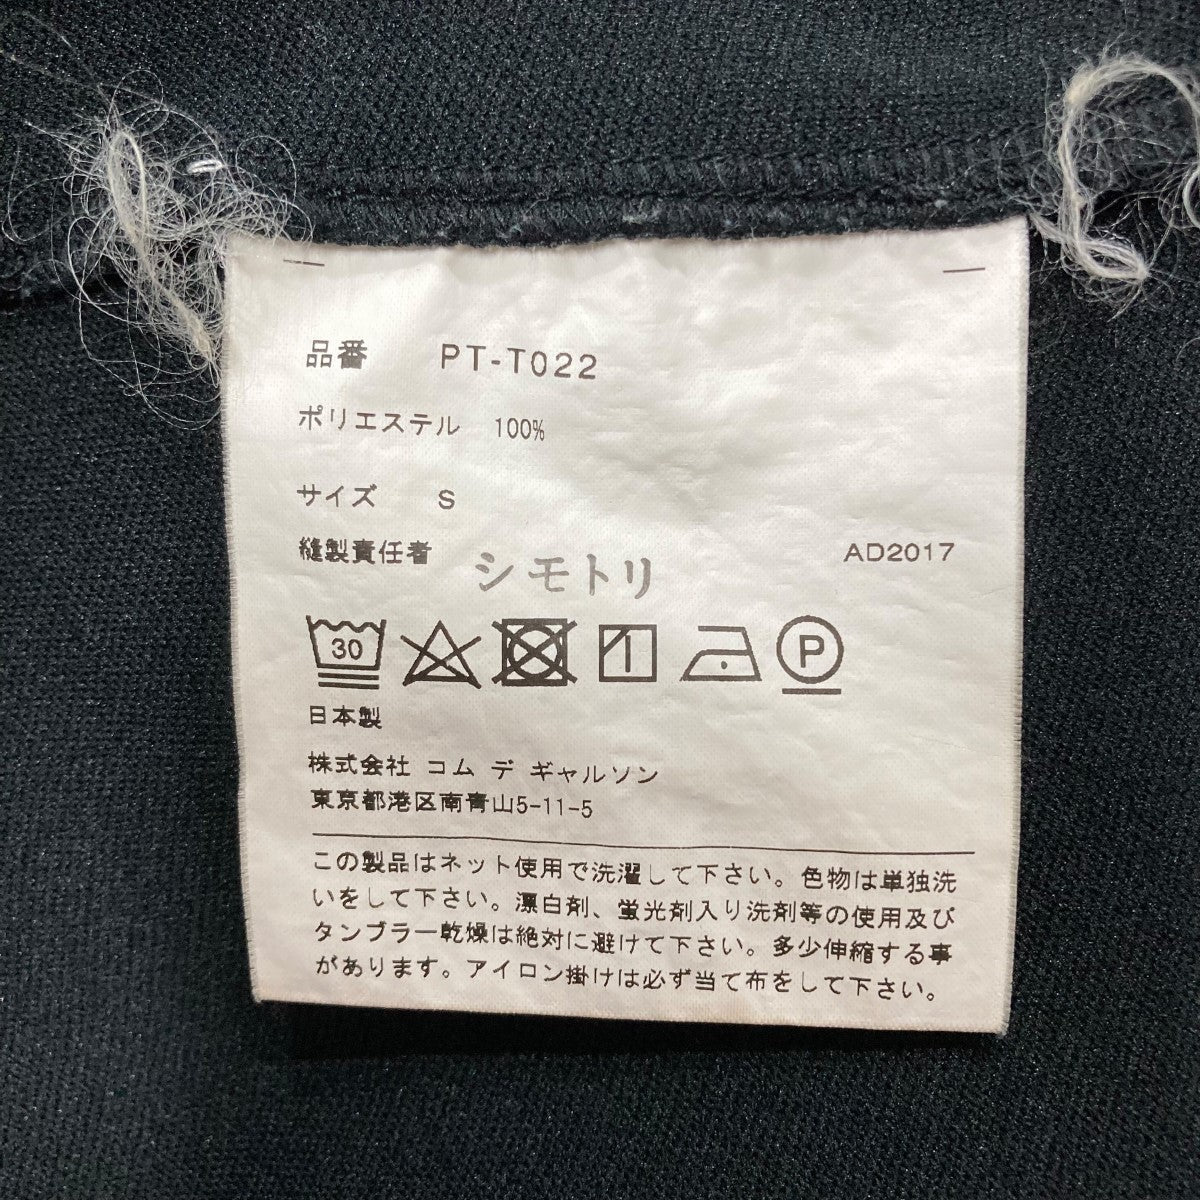 品番 PT-T022
ポリエステル 100%
サイズ S
縫製責任者 シモトリ AD2017
30 P
日本製
株式会社 コム デ ギャルソン
東京都港区南青山5-11-5
この製品はネット使用で洗濯して下さい。色物は単独洗
いをして下さい。漂白剤、蛍光剤入り洗剤等の使用及び
タンブラー乾燥は絶対に避けて下さい。多少伸縮する事
があります。アイロン掛けは必ず当て布をして下さい。